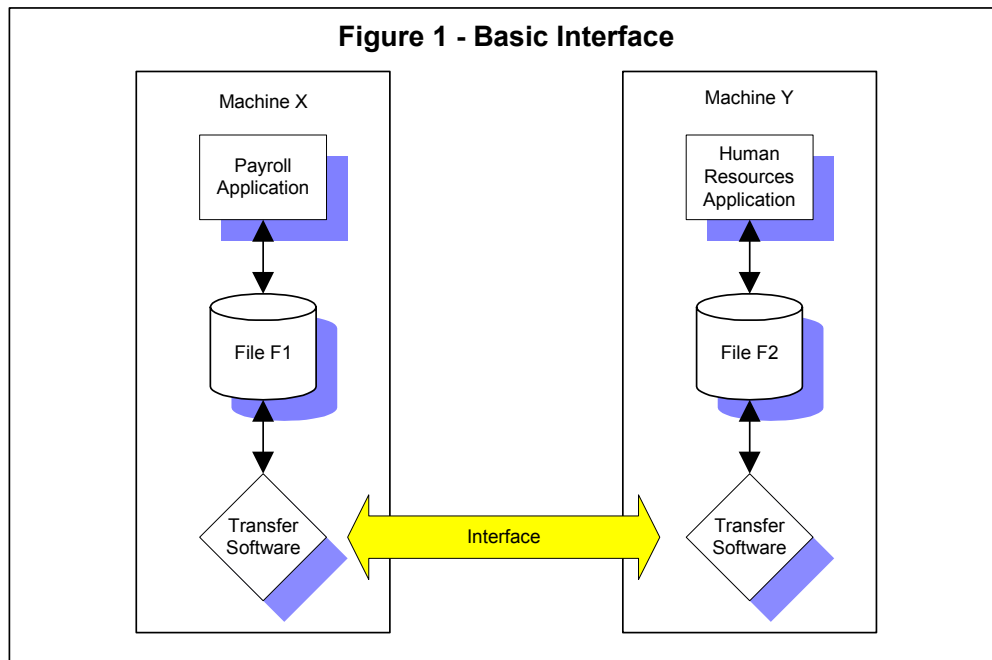 Figure 1 - Basic Interface
Machine X
Payroll
Application
File F1
Transfer
Software
Interface
Machine Y
Human
Resources
Application
File F2
Transfer
Software